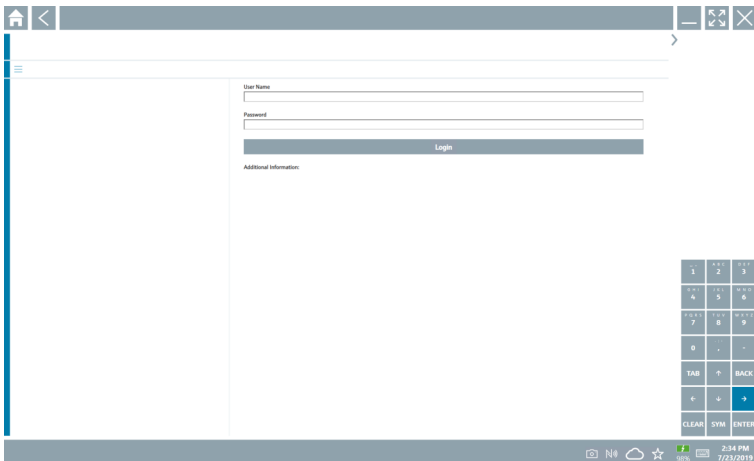 User Name
Password
Login
Additional Information:
1
ABC
2
DEF
3
GHI
4
JKL
5
MNO
6
PQRS
7
TUV
8
WXYZ
9
0
.
-
TAB
↑
BACK
←
↓
→
CLEAR
SYM
ENTER
98%
2:34 PM
7/23/2019